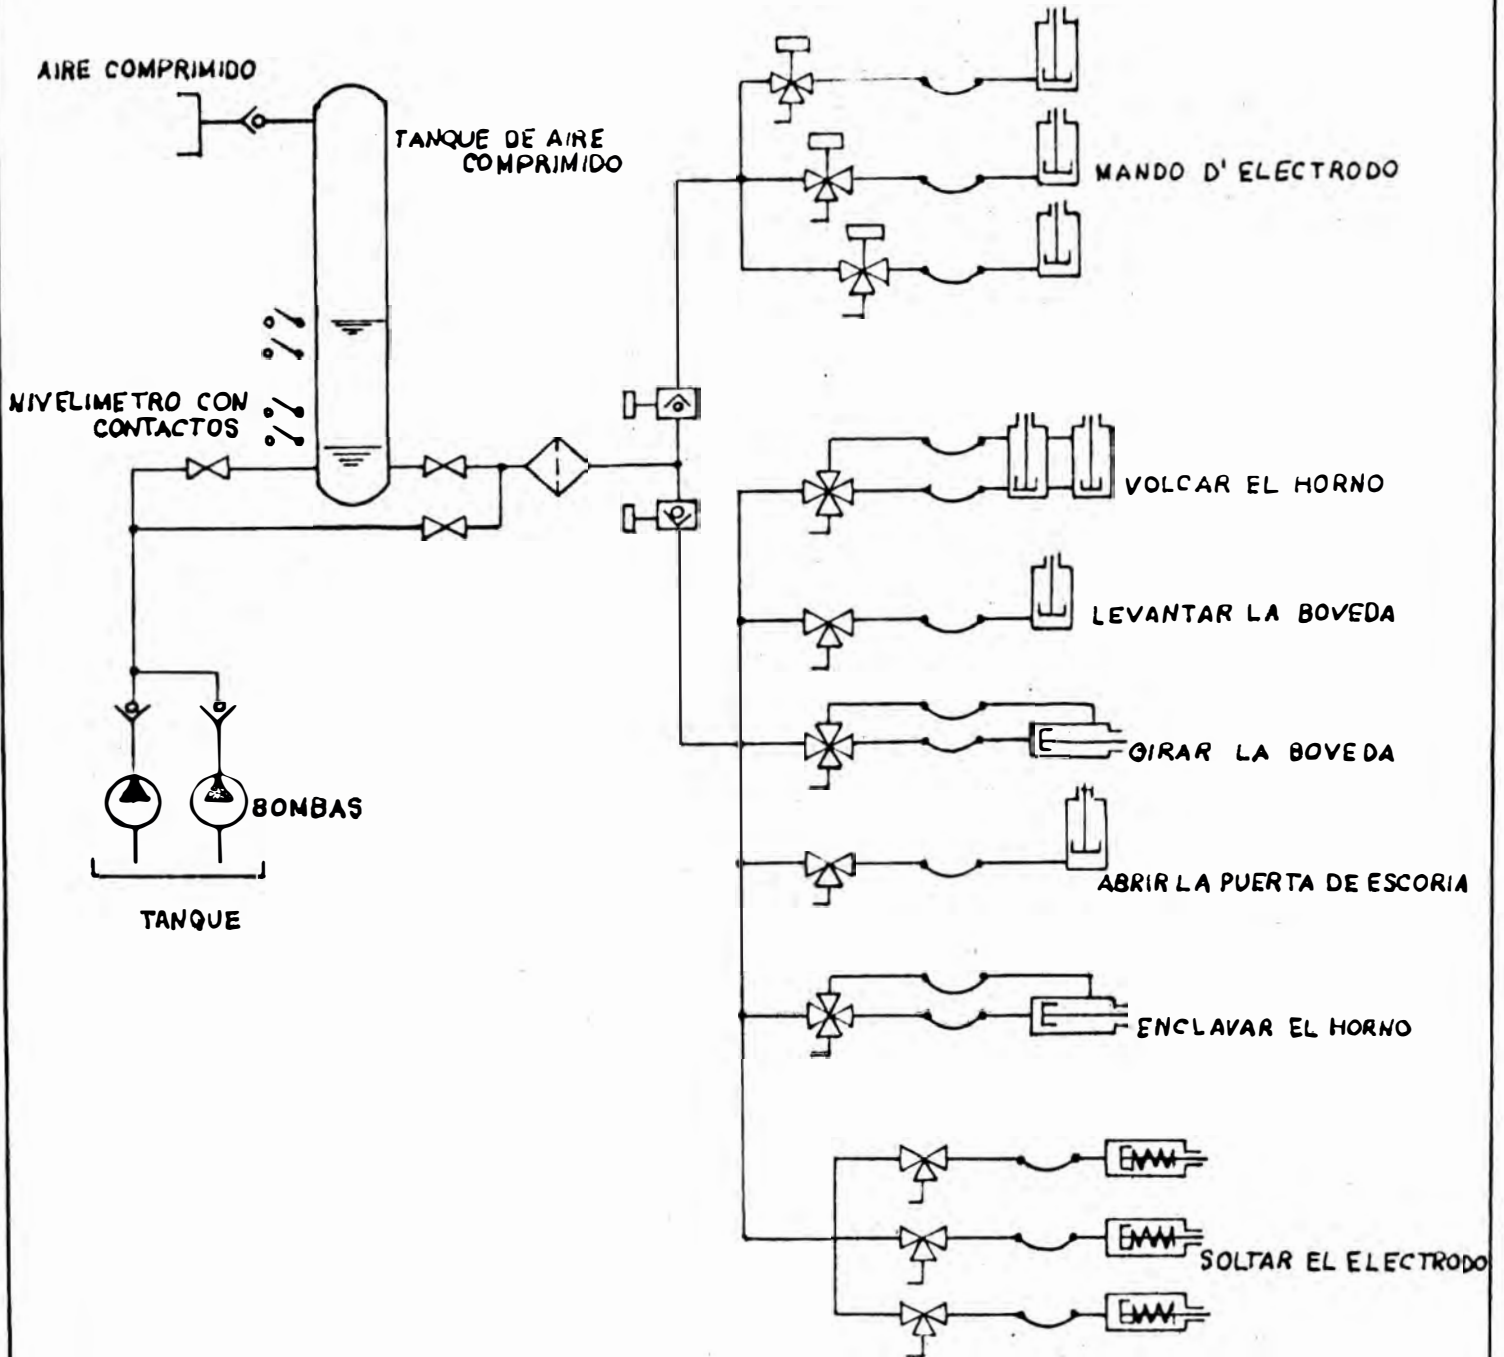 AIRE COMPRIMIDO
TANQUE DE AIRE
COMPRIMIDO
MANDO D' ELECTRODO
NIVELIMETRO CON
CONTACTOS
VOLCAR EL HORNO
LEVANTAR LA BOVEDA
GIRAR LA BOVEDA
BOMBAS
ABRIR LA PUERTA DE ESCORIA
TANQUE
ENCLAVAR EL HORNO
SOLTAR EL ELECTRODO